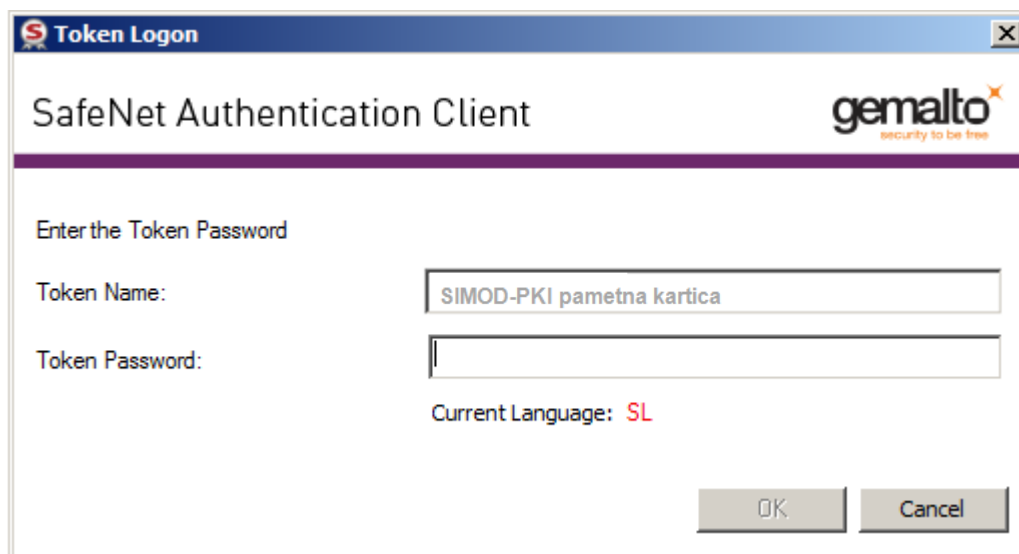 Token Logon
SafeNet Authentication Client
gemalto
security to be free
Enter the Token Password
Token Name: SIMOD-PKI pametna kartica
Token Password:
Current Language: SL
OK Cancel